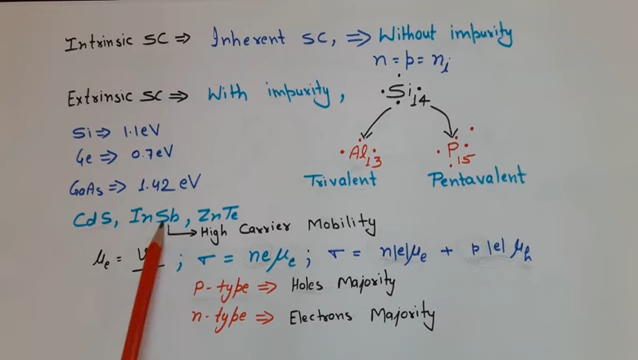 Intrinsic SC ⇒ Inherent SC, ⇒ Without impurity
n = p = ni
Extrinsic SC ⇒ With impurity, Si14
Si ⇒ 1.1eV
Ge ⇒ 0.7eV
Al13 P15
GaAs ⇒ 1.42 eV Trivalent Pentavalent
CdS, InSb, ZnTe
High Carrier Mobility
μe = ; σ = neμe ; σ = n|e|μe + p|e|μh
P-type ⇒ Holes Majority
n-type ⇒ Electrons Majority